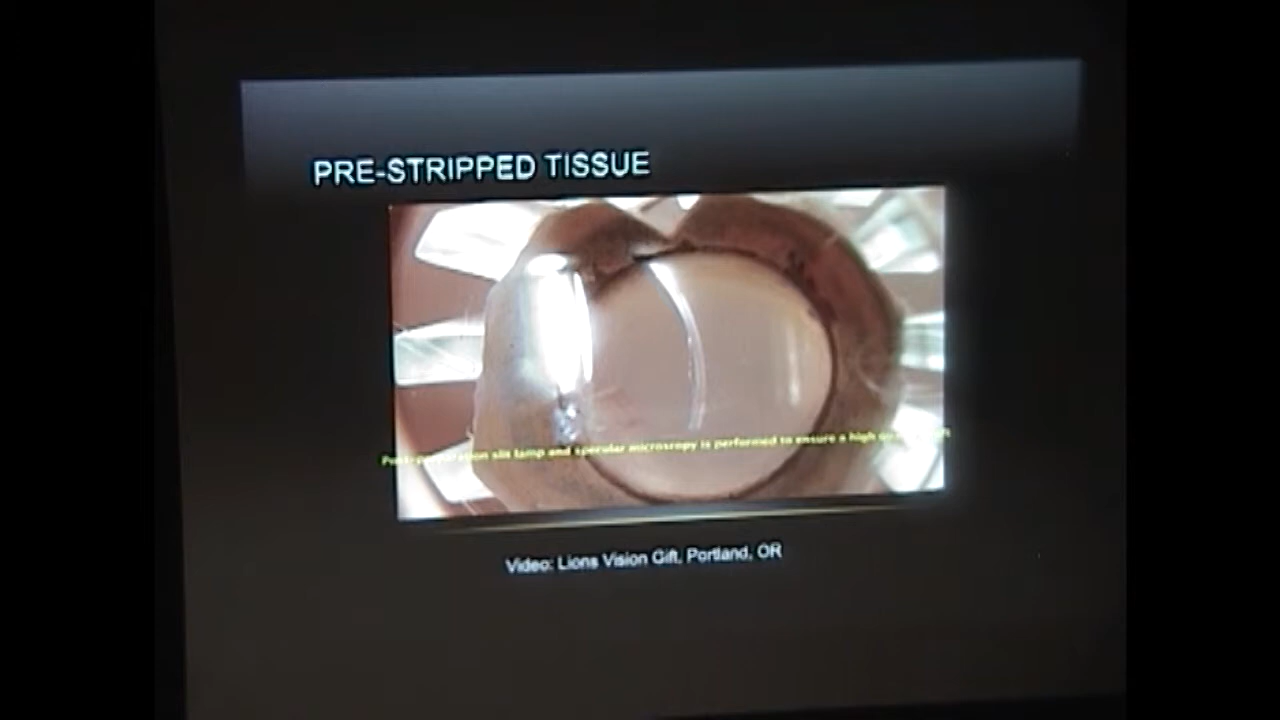 PRE-STRIPPED TISSUE
slit lamp and specular microscopy is performed to ensure a high
Video: Lions Vision Gift, Portland, OR